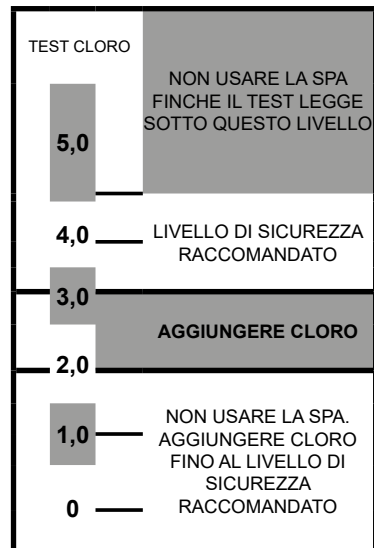 TEST CLORO
NON USARE LA SPA
FINCHE IL TEST LEGGE
SOTTO QUESTO LIVELLO
5,0
4,0
LIVELLO DI SICUREZZA
RACCOMANDATO
3,0
AGGIUNGERE CLORO
2,0
NON USARE LA SPA.
1,0
AGGIUNGERE CLORO
FINO AL LIVELLO DI
SICUREZZA
RACCOMANDATO
0